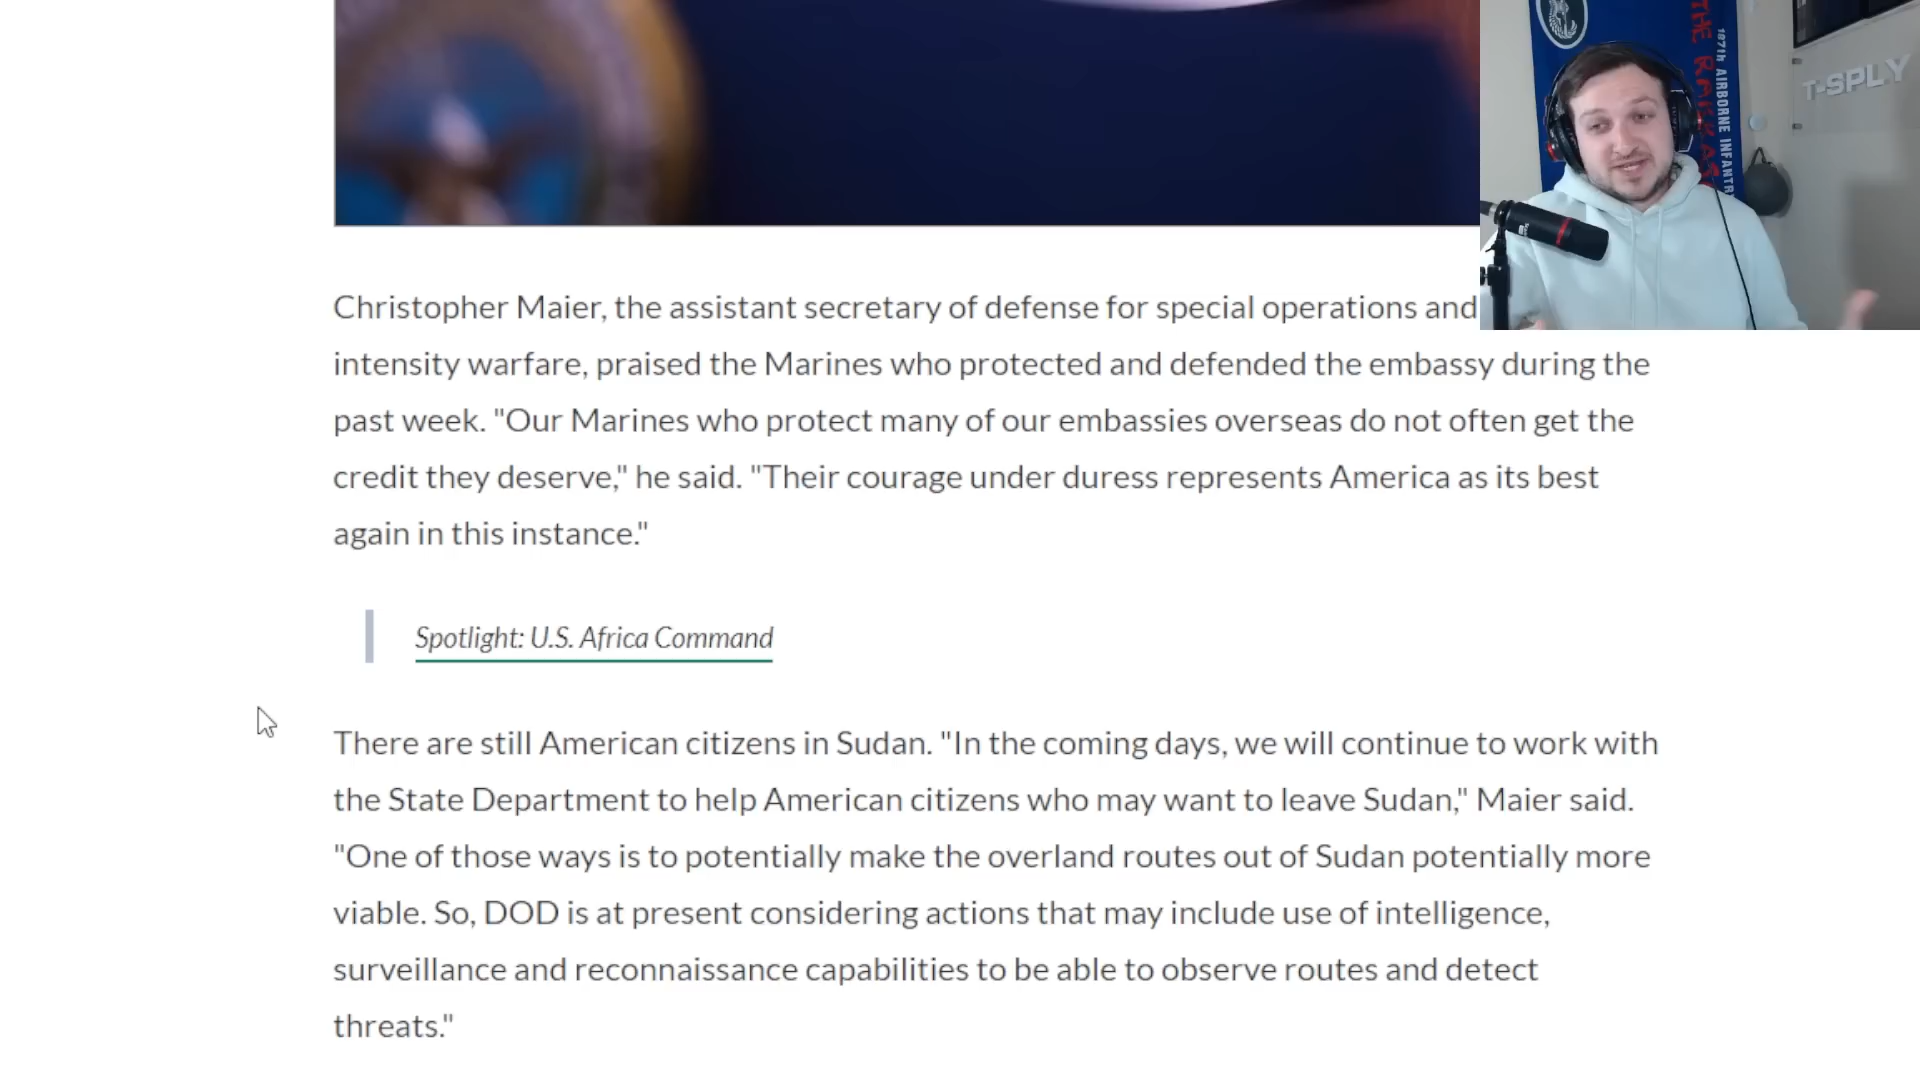 Christopher Maier, the assistant secretary of defense for special operations and
intensity warfare, praised the Marines who protected and defended the embassy during the
past week. "Our Marines who protect many of our embassies overseas do not often get the
credit they deserve," he said. "Their courage under duress represents America as its best
again in this instance."
Spotlight: U.S. Africa Command
There are still American citizens in Sudan. "In the coming days, we will continue to work with
the State Department to help American citizens who may want to leave Sudan," Maier said.
"One of those ways is to potentially make the overland routes out of Sudan potentially more
viable. So, DOD is at present considering actions that may include use of intelligence,
surveillance and reconnaissance capabilities to be able to observe routes and detect
threats."
THE
187th AIRBORNE INFANTR
T-SPLY